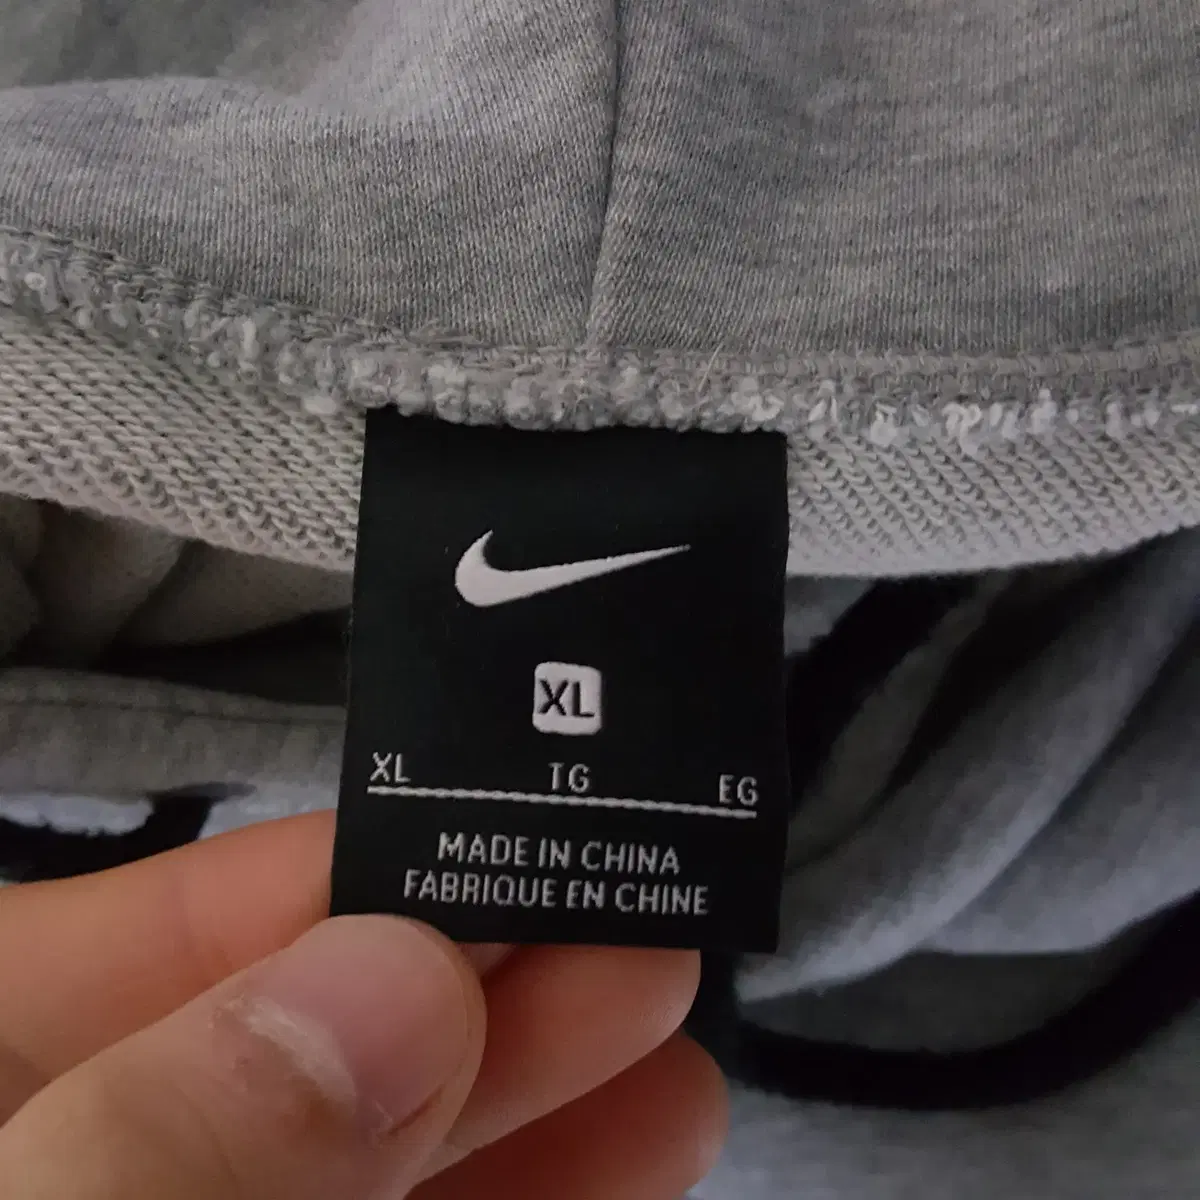 XL
XL TG EG
MADE IN CHINA
FABRIQUE EN CHINE